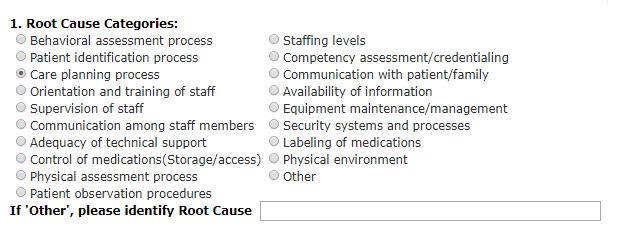 1. Root Cause Categories:
Behavioral assessment process
Patient identification process
Care planning process
Orientation and training of staff
Supervision of staff
Communication among staff members
Adequacy of technical support
Control of medications(Storage/access)
Physical assessment process
Patient observation procedures
Staffing levels
Competency assessment/credentialing
Communication with patient/family
Availability of information
Equipment maintenance/management
Security systems and processes
Labeling of medications
Physical environment
Other
If 'Other', please identify Root Cause